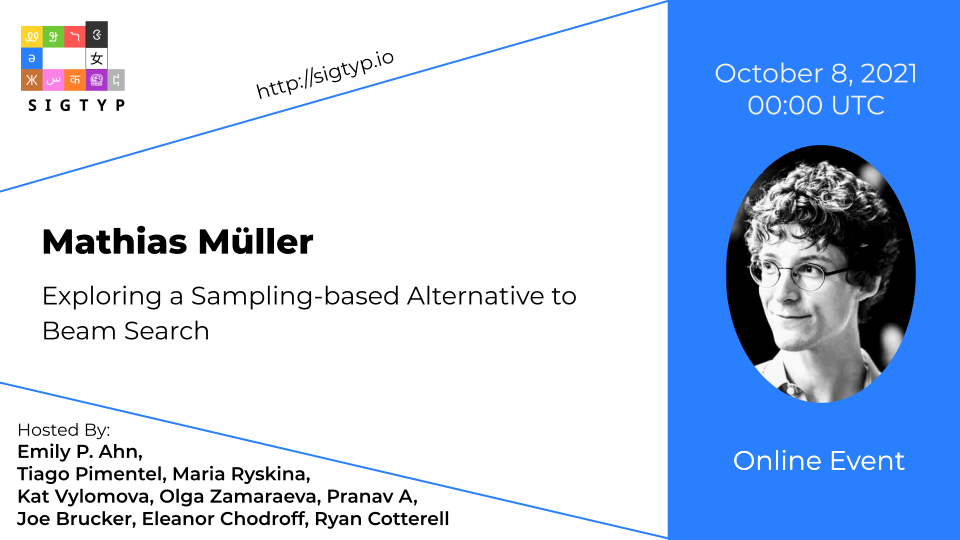 SIGTYP
http://sigtyp.io
October 8, 2021
00:00 UTC
Mathias Müller
Exploring a Sampling-based Alternative to
Beam Search
Online Event
Hosted By:
Emily P. Ahn,
Tiago Pimentel, Maria Ryskina,
Kat Vylomova, Olga Zamaraeva, Pranav A,
Joe Brucker, Eleanor Chodroff, Ryan Cotterell